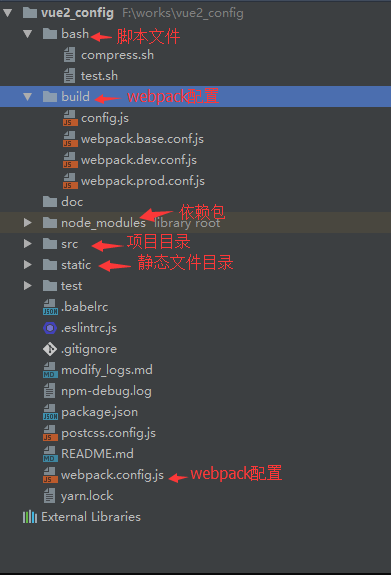 vue2_config F:\works\vue2_config
bash 脚本文件
compress.sh
test.sh
build webpack配置
config.js
webpack.base.conf.js
webpack.dev.conf.js
webpack.prod.conf.js
doc
依赖包
node_modules library root
src 项目目录
static 静态文件目录
test
.babelrc
.eslintrc.js
.gitignore
modify_logs.md
npm-debug.log
package.json
postcss.config.js
README.md
webpack.config.js webpack配置
yarn.lock
External Libraries